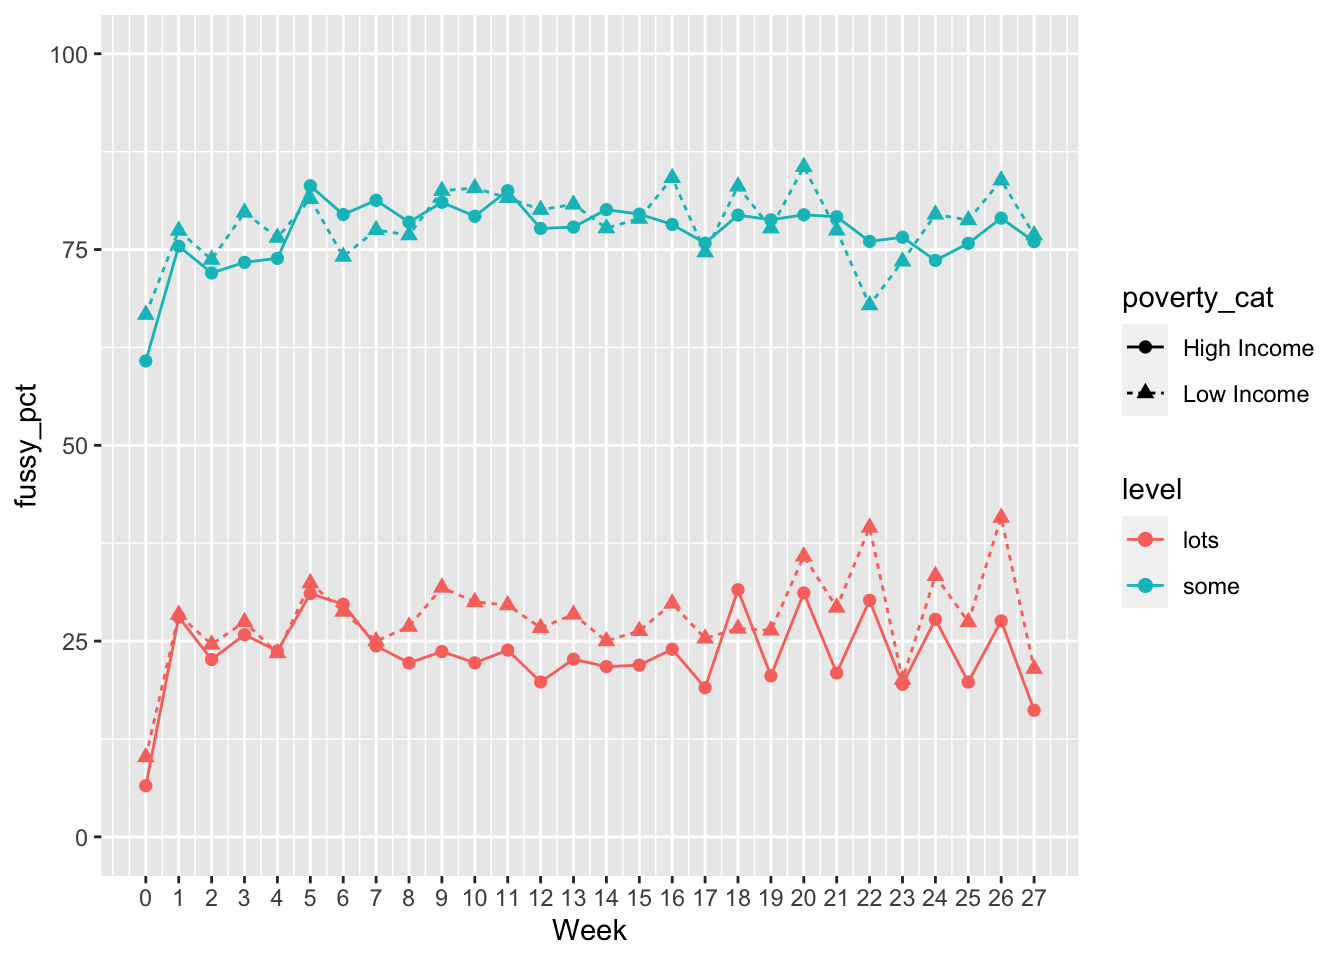 100
75
50
25
0
fussy_pct
0 1 2 3 4 5 6 7 8 9 10 11 12 13 14 15 16 17 18 19 20 21 22 23 24 25 26 27
Week
poverty_cat
High Income
Low Income
level
lots
some